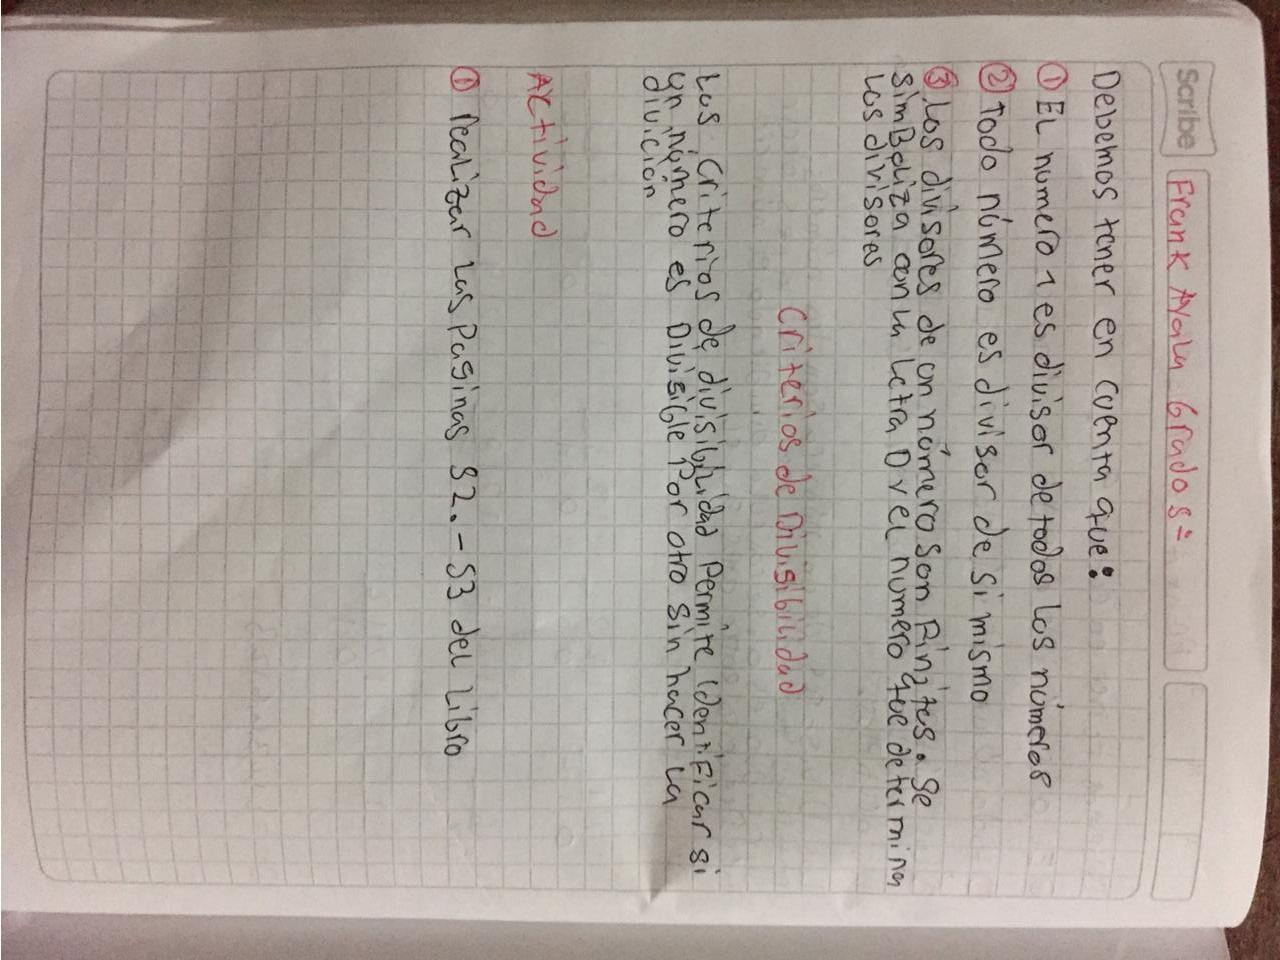 Scribe
Frank Ayala Grado 5=
Debemos tener en cuenta que:
① El numero 1 es divisor de todos los números
② Todo número es divisor de si mismo
③ Los divisores de un número son Finitos. Se
simBoliza con la letra D y el numero que determina
los divisores
Criterios de Divisibilidad
Los Criterios de divisibilidad Permite identificar si
un número es Divisible Por otro sin hacer la
divición
Actividad
① realizar las Paginas 52.-53 del libro